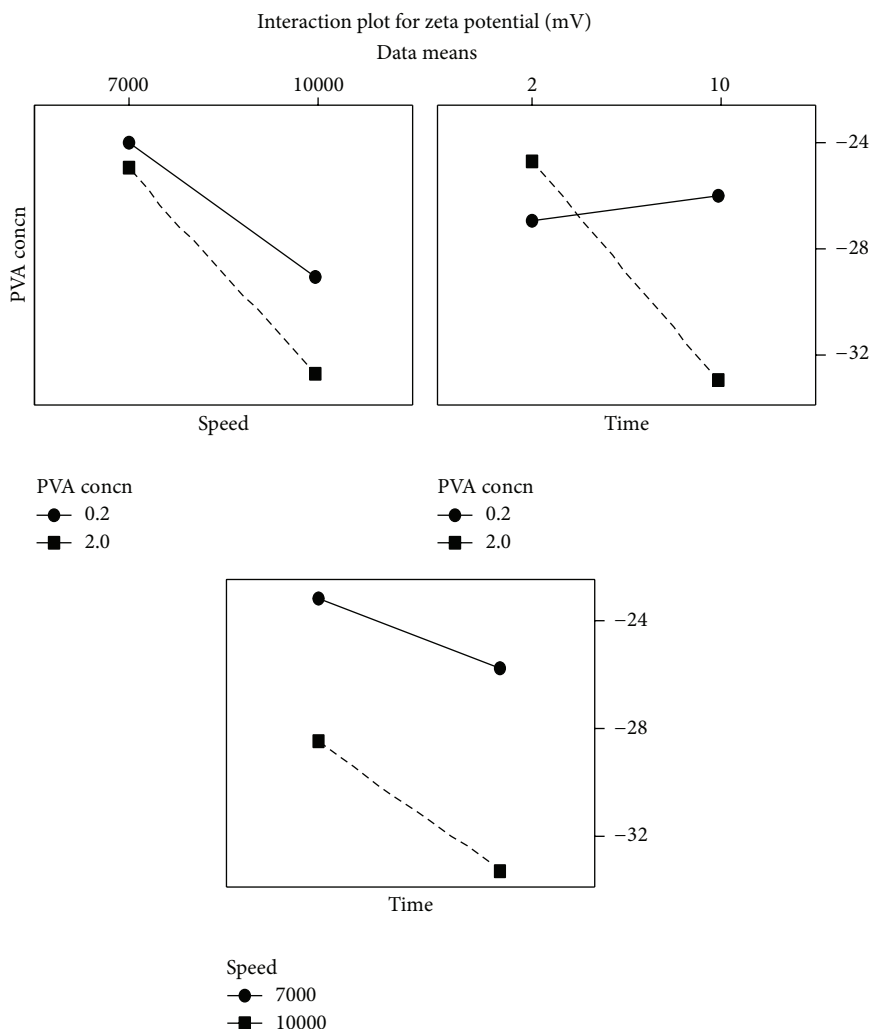 Interaction plot for zeta potential (mV)
Data means
7000 10000
2 10
−24
−28
−32
PVA concn
Speed
Time
PVA concn
0.2
2.0
PVA concn
0.2
2.0
−24
−28
−32
Time
Speed
7000
10000